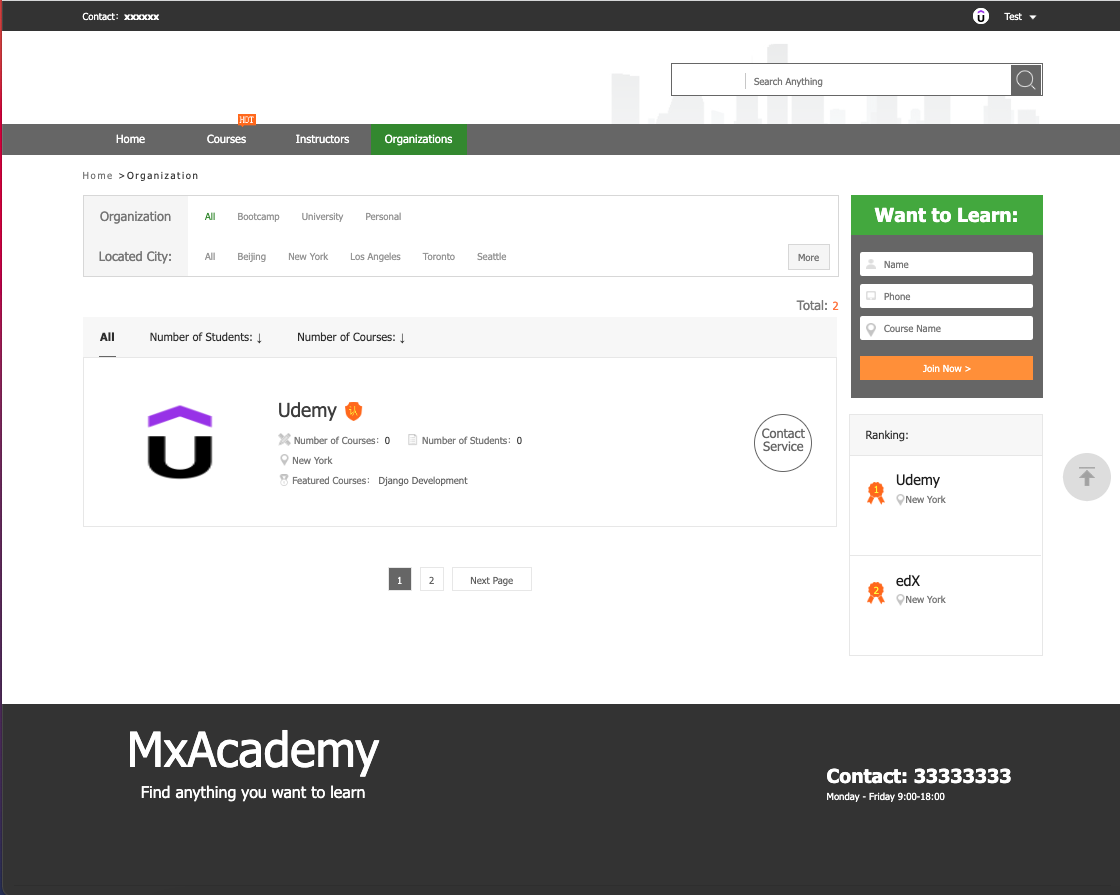 Contact: xxxxxx
Test
Search Anything
HOT
Home Courses Instructors Organizations
Home >Organization
Organization All Bootcamp University Personal
Located City: All Beijing New York Los Angeles Toronto Seattle More
Total: 2
All Number of Students: ↓ Number of Courses: ↓
Udemy 认
Number of Courses: 0 Number of Students: 0
New York
Featured Courses: Django Development
Contact
Service
1 2 Next Page
Want to Learn:
Name
Phone
Course Name
Join Now >
Ranking:
1 Udemy
New York
2 edX
New York
MxAcademy
Find anything you want to learn
Contact: 33333333
Monday - Friday 9:00-18:00